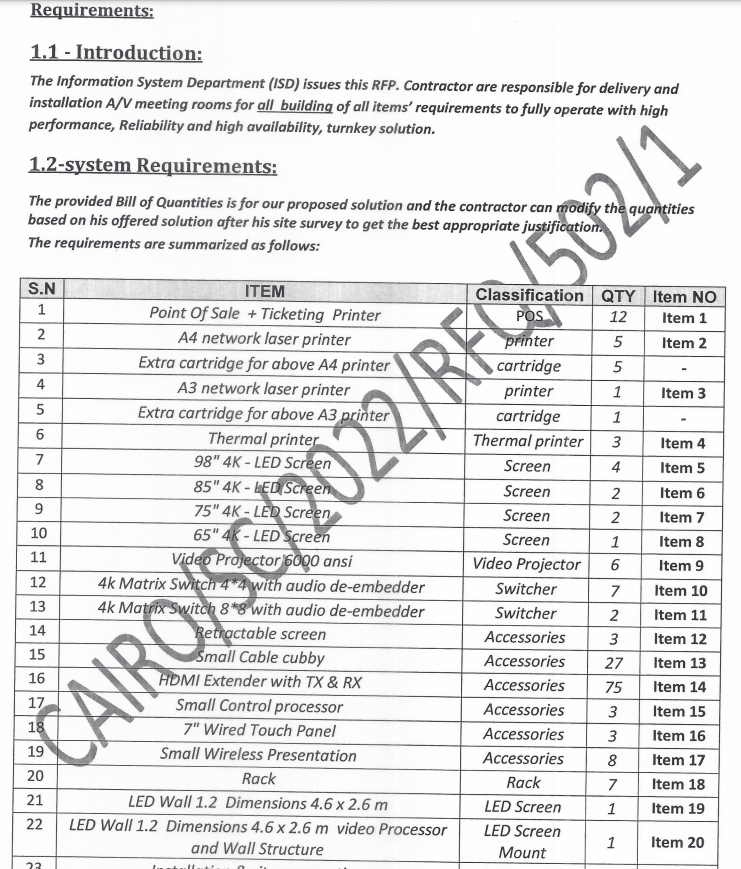 Requirements:
1.1 - Introduction:
The Information System Department (ISD) issues this RFP. Contractor are responsible for delivery and
installation A/V meeting rooms for all building of all items' requirements to fully operate with high
performance, Reliability and high availability, turnkey solution.
1.2-system Requirements:
The provided Bill of Quantities is for our proposed solution and the contractor can modify the quantities
based on his offered solution after his site survey to get the best appropriate justification.
The requirements are summarized as follows:
S.N ITEM Classification QTY Item NO
1 Point Of Sale + Ticketing Printer POS 12 Item 1
2 A4 network laser printer printer 5 Item 2
3 Extra cartridge for above A4 printer cartridge 5 -
4 A3 network laser printer printer 1 Item 3
5 Extra cartridge for above A3 printer cartridge 1 -
6 Thermal printer Thermal printer 3 Item 4
7 98" 4K - LED Screen Screen 4 Item 5
8 85" 4K - LED Screen Screen 2 Item 6
9 75" 4K - LED Screen Screen 2 Item 7
10 65" 4K - LED Screen Screen 1 Item 8
11 Video Projector 6000 ansi Video Projector 6 Item 9
12 4k Matrix Switch 4*4 with audio de-embedder Switcher 7 Item 10
13 4k Matrix Switch 8*8 with audio de-embedder Switcher 2 Item 11
14 Retractable screen Accessories 3 Item 12
15 Small Cable cubby Accessories 27 Item 13
16 HDMI Extender with TX & RX Accessories 75 Item 14
17 Small Control processor Accessories 3 Item 15
18 7" Wired Touch Panel Accessories 3 Item 16
19 Small Wireless Presentation Accessories 8 Item 17
20 Rack Rack 7 Item 18
21 LED Wall 1.2 Dimensions 4.6 x 2.6 m LED Screen 1 Item 19
22 LED Wall 1.2 Dimensions 4.6 x 2.6 m video Processor LED Screen 1 Item 20
and Wall Structure Mount
23
CAIRO/SC/2022/RFQ/502/1